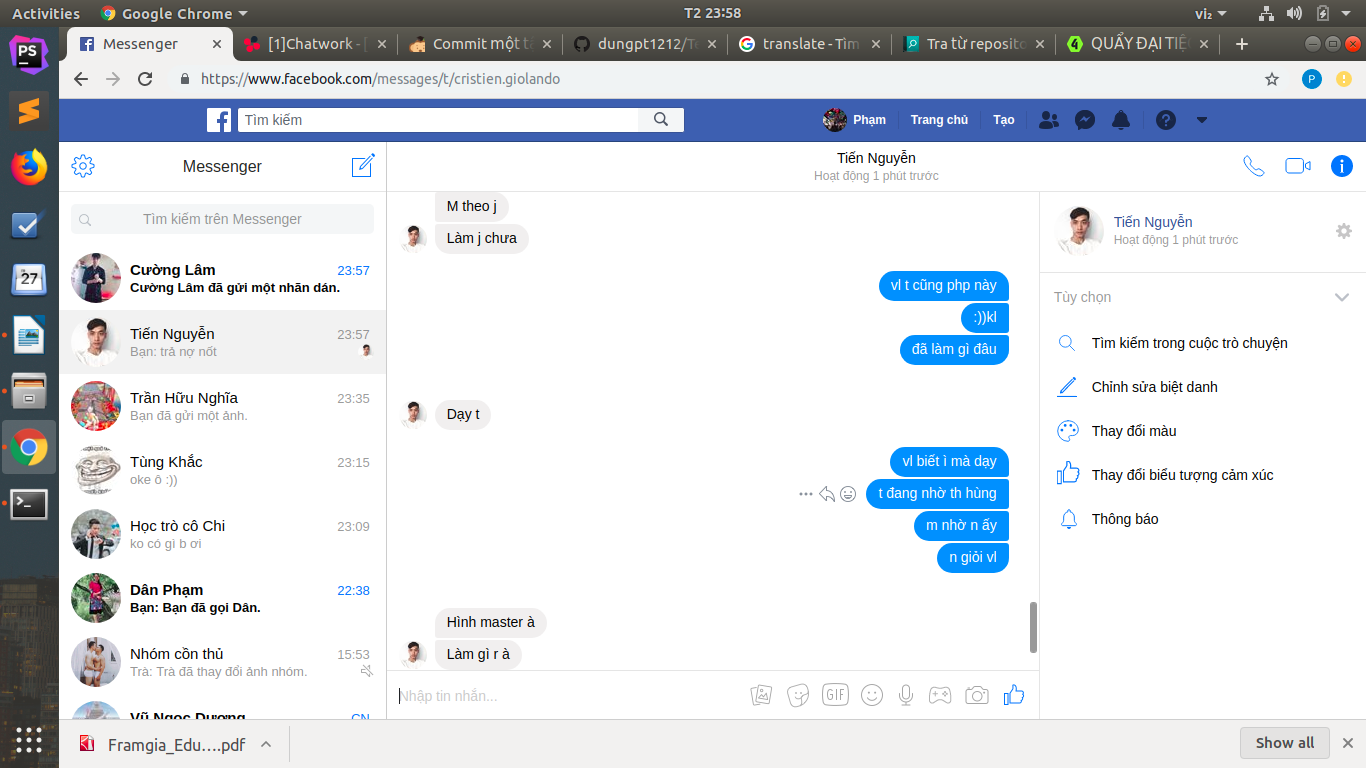 Activities
Google Chrome
T2 23:58
vi₂
Messenger
[1]Chatwork - [
Commit một tạ
dungpt1212/Te
translate - Tìm
Tra từ reposito
QUẨY ĐẠI TIỆC
https://www.facebook.com/messages/t/cristien.giolando
P
Tìm kiếm
Phạm
Trang chủ
Tạo
Messenger
Tiến Nguyễn
Hoạt động 1 phút trước
Tìm kiếm trên Messenger
Cường Lâm
23:57
Cường Lâm đã gửi một nhãn dán.
Tiến Nguyễn
23:57
Bạn: trả nợ nốt
Trần Hữu Nghĩa
23:35
Bạn đã gửi một ảnh.
Tùng Khắc
23:15
oke ô :))
Học trò cô Chi
23:09
ko có gì b ơi
Dân Phạm
22:38
Bạn: Bạn đã gọi Dân.
Nhóm cồn thủ
15:53
Trà: Trà đã thay đổi ảnh nhóm.
Vũ Ngọc Dương
CN
M theo j
Làm j chưa
vl t cũng php này
:))kl
đã làm gì đâu
Dạy t
vl biết ì mà dạy
t đang nhờ th hùng
m nhờ n ấy
n giỏi vl
Hình master à
Làm gì r à
Nhập tin nhắn...
GIF
Tiến Nguyễn
Hoạt động 1 phút trước
Tùy chọn
Tìm kiếm trong cuộc trò chuyện
Chỉnh sửa biệt danh
Thay đổi màu
Thay đổi biểu tượng cảm xúc
Thông báo
PS
27
Framgia_Edu….pdf
Show all